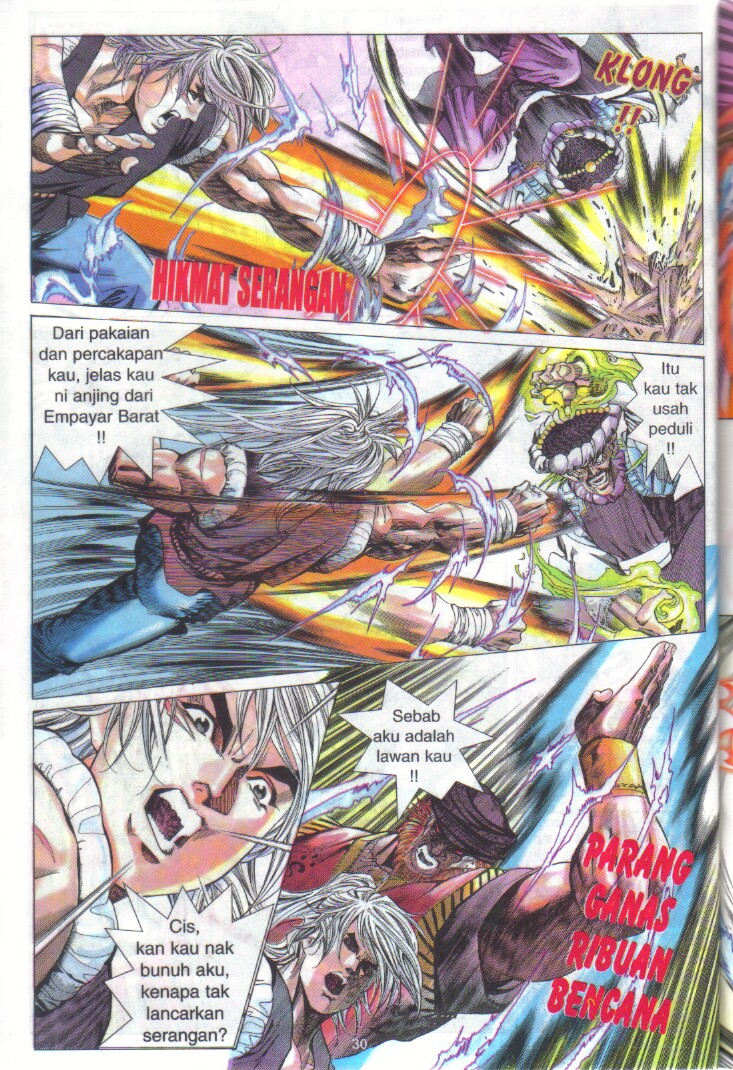 KLONG
!!
HIKMAT SERANGAN
Dari pakaian
dan percakapan
kau, jelas kau
ni anjing dari
Empayar Barat
!!
Itu
kau tak
usah
peduli
!!
Sebab
aku adalah
lawan kau
!!
Cis,
kan kau nak
bunuh aku,
kenapa tak
lancarkan
serangan?
PARANG
GANAS
RIBUAN
BENCANA
30